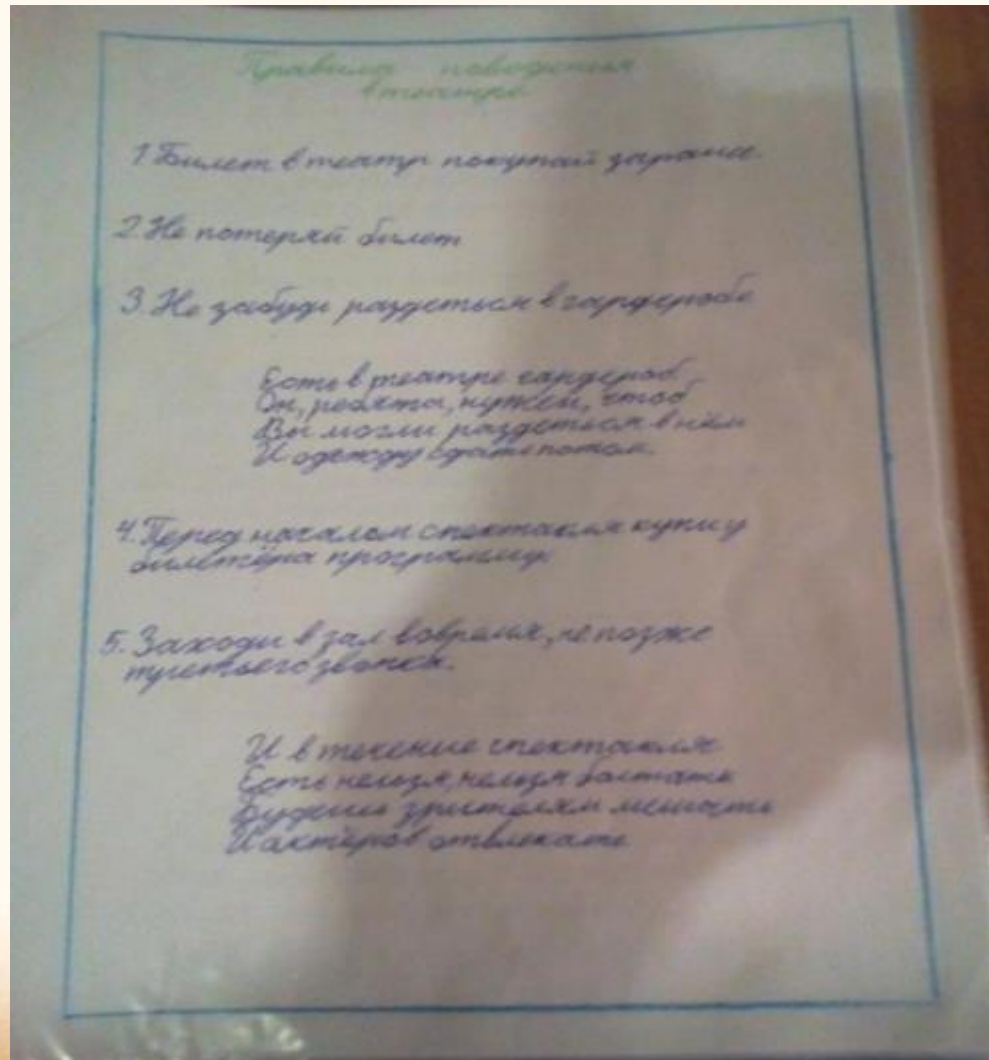 Правила поведения
в театре
1 Билет в театр покупай заранее.
2. Не потеряй билет
3. Не забудь раздеться в гардеробе
Есть в театре гардероб.
Он, ребята, нужен, чтоб
Вы могли раздеться в нём
И одежду сдать потом.
4. Перед началом спектакля купи у
билетёра программу.
5. Заходи в зал вовремя, не позже
третьего звонка.
И в течение спектакля
Есть нельзя, нельзя болтать
Будешь зрителям мешать
И актёров отвлекать